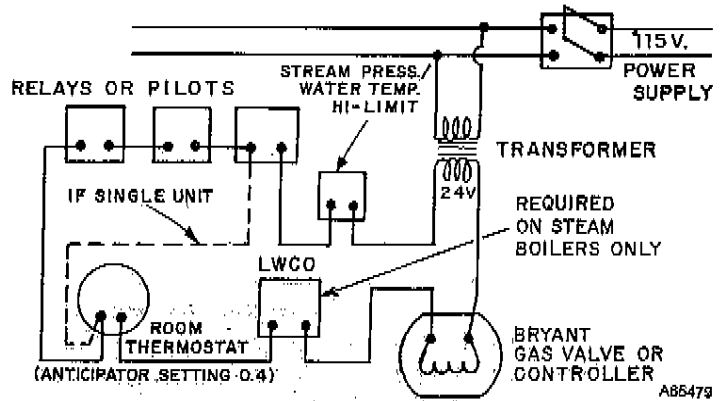 115V.
POWER
SUPPLY
STREAM PRESS./
WATER TEMP.
HI-LIMIT
RELAYS OR PILOTS
TRANSFORMER
24V
IF SINGLE UNIT
REQUIRED
ON STEAM
BOILERS ONLY
LWCO
ROOM
THERMOSTAT
(ANTICIPATOR SETTING 0.4)
BRYANT
GAS VALVE OR
CONTROLLER
A66479